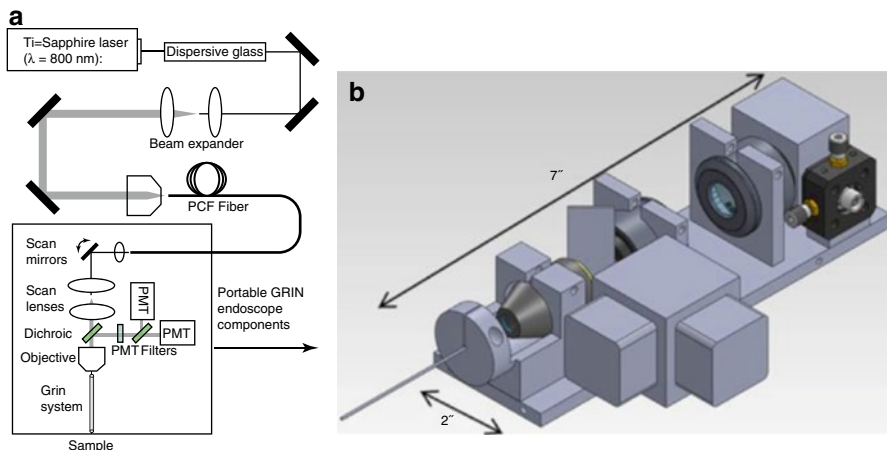 a
Ti=Sapphire laser
(λ = 800 nm):
Dispersive glass
Beam expander
PCF Fiber
Scan
mirrors
Scan
lenses
PMT
Dichroic
PMT
PMT Filters
Objective
Grin
system
Sample
Portable GRIN
endoscope
components
b
7″
2″